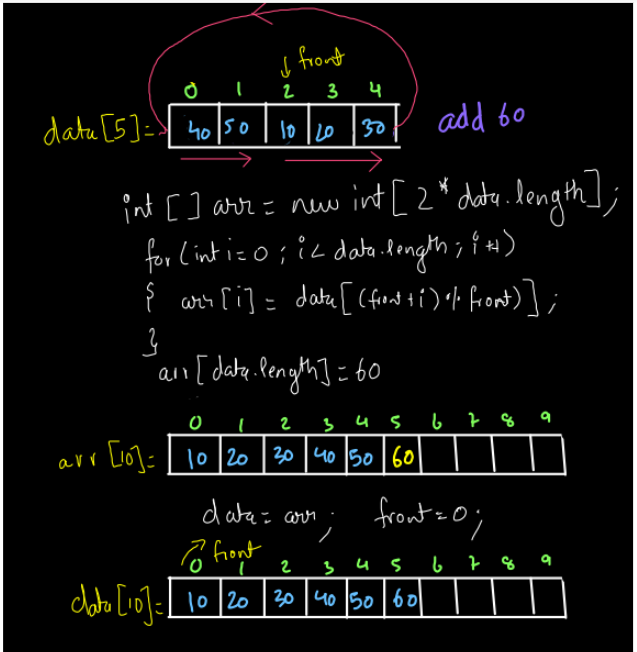 front
0 1 2 3 4
data[5]= 40 50 10 20 30 add 60
int [] arr = new int[2*data.length];
for (int i=0 ; i< data.length; i++)
{ arr[i] = data[(front+i)%front)];
}
arr[data.length]=60
0 1 2 3 4 5 6 7 8 9
arr[10]= 10 20 30 40 50 60
data= arr; front=0;
front
0 1 2 3 4 5 6 7 8 9
data[10]= 10 20 30 40 50 60